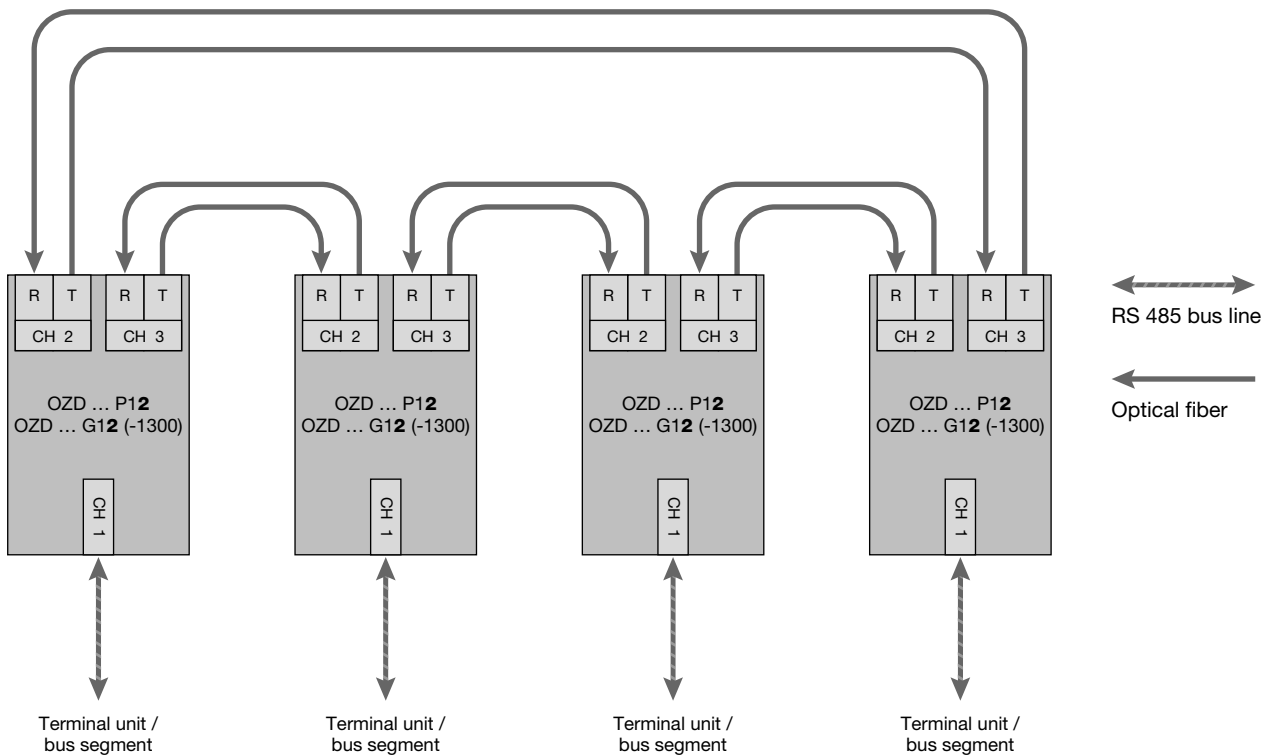 R T R T
CH 2 CH 3
OZD ... P12
OZD ... G12 (-1300)
CH 1
Terminal unit /
bus segment
R T R T
CH 2 CH 3
OZD ... P12
OZD ... G12 (-1300)
CH 1
Terminal unit /
bus segment
R T R T
CH 2 CH 3
OZD ... P12
OZD ... G12 (-1300)
CH 1
Terminal unit /
bus segment
R T R T
CH 2 CH 3
OZD ... P12
OZD ... G12 (-1300)
CH 1
Terminal unit /
bus segment
RS 485 bus line
Optical fiber